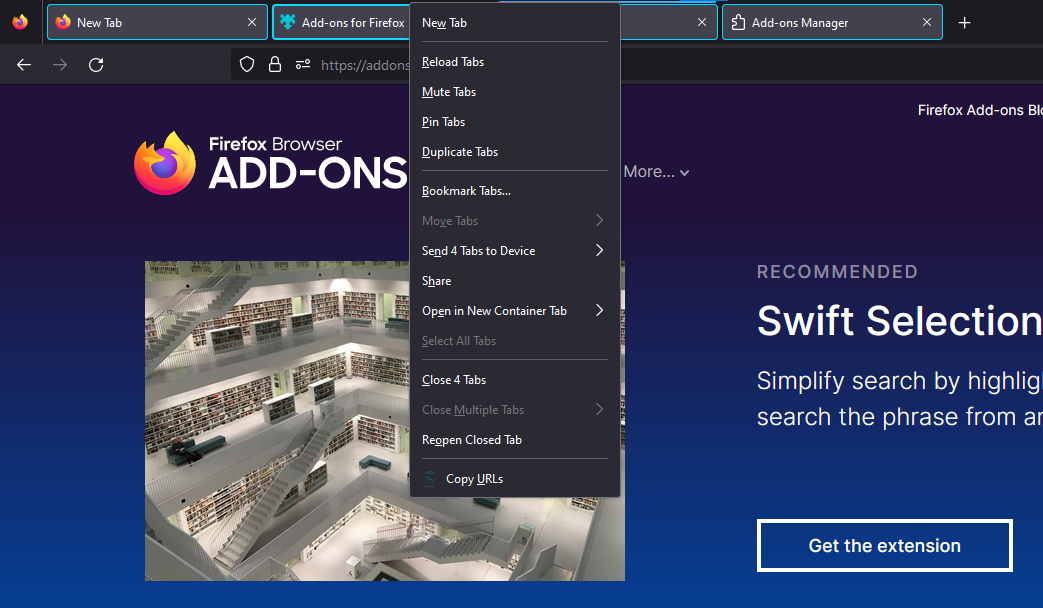 New Tab
Add-ons for Firefox
Add-ons Manager
https://addons
New Tab
Reload Tabs
Mute Tabs
Pin Tabs
Duplicate Tabs
Bookmark Tabs...
Move Tabs
Send 4 Tabs to Device
Share
Open in New Container Tab
Select All Tabs
Close 4 Tabs
Close Multiple Tabs
Reopen Closed Tab
Copy URLs
Firefox Add-ons Blo
Firefox Browser
ADD-ONS
More...
RECOMMENDED
Swift Selection
Simplify search by highlig
search the phrase from a
Get the extension